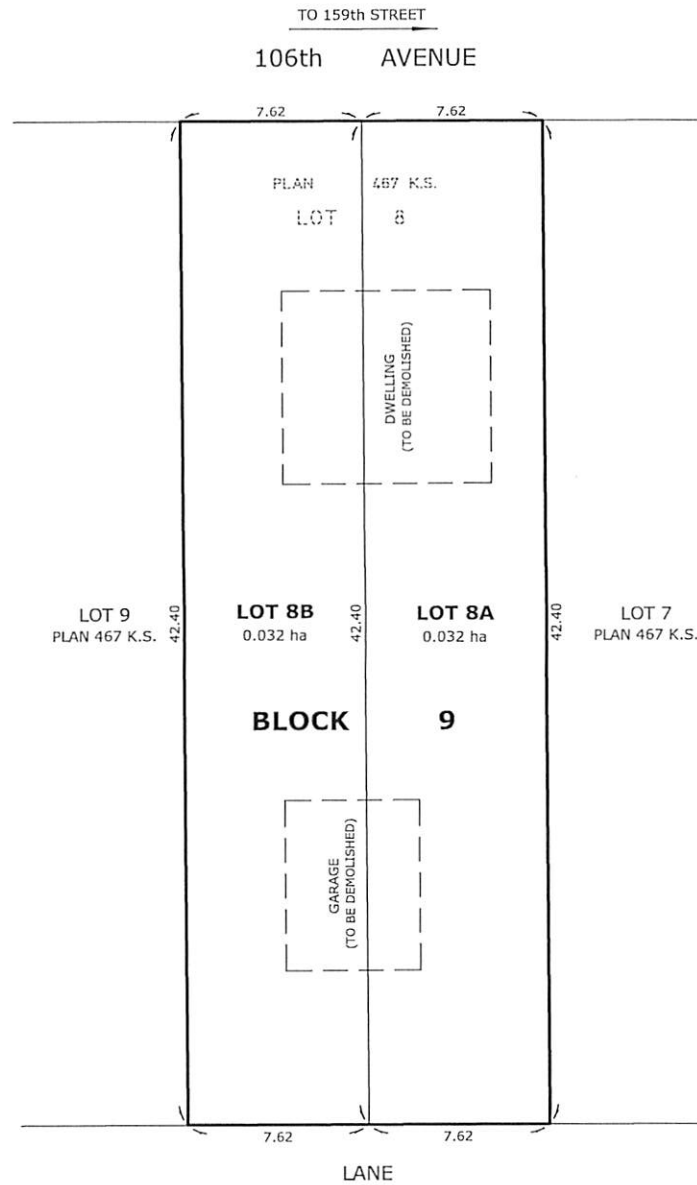 TO 159th STREET
106th AVENUE
7.62 7.62
PLAN 467 K.S.
LOT 8
DWELLING
(TO BE DEMOLISHED)
LOT 9
PLAN 467 K.S.
42.40
LOT 8B
0.032 ha
42.40
LOT 8A
0.032 ha
42.40
LOT 7
PLAN 467 K.S.
BLOCK 9
GARAGE
(TO BE DEMOLISHED)
7.62 7.62
LANE